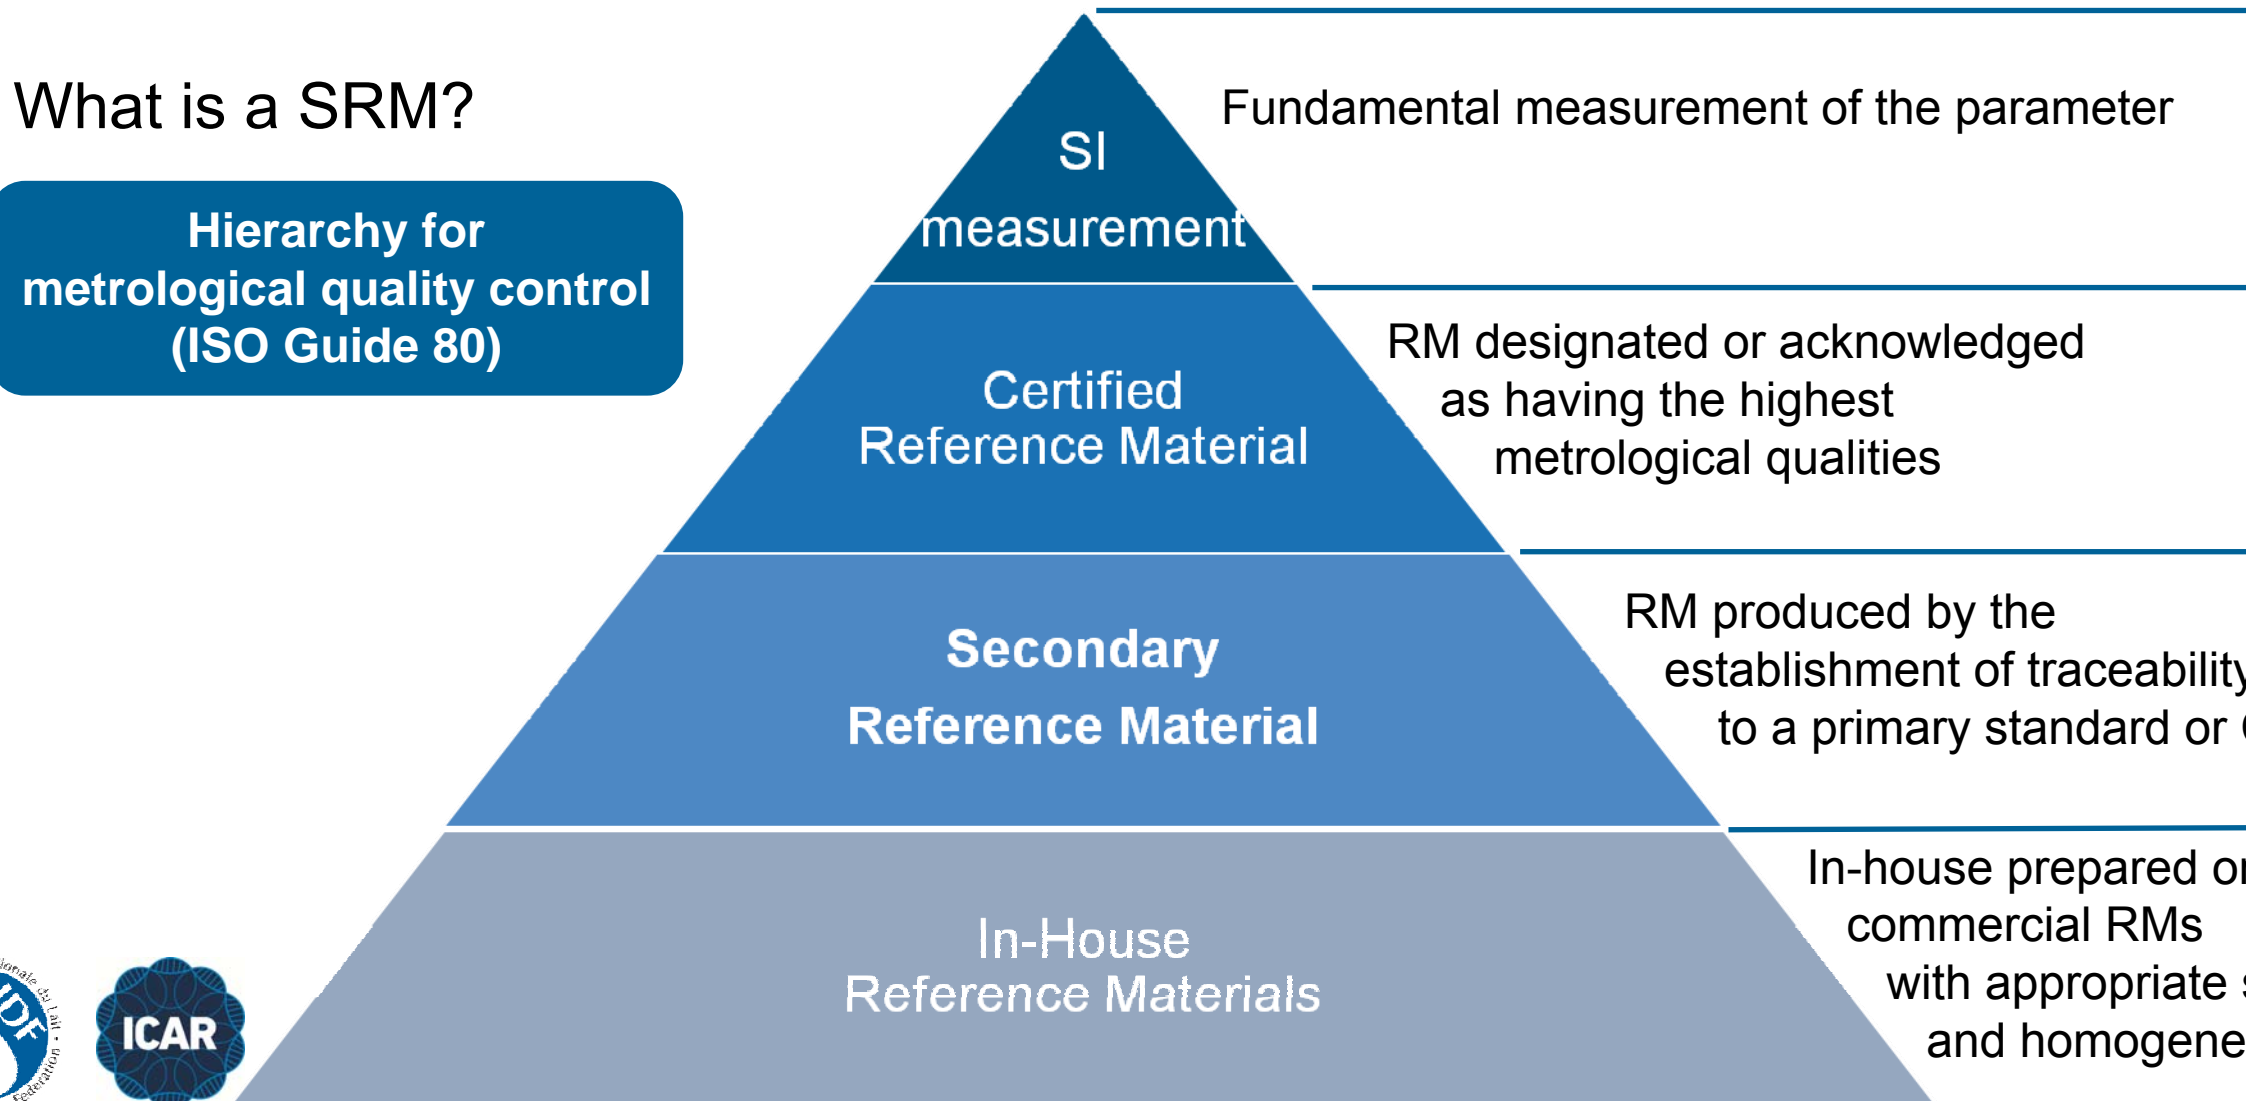 What is a SRM?
Hierarchy for
metrological quality control
(ISO Guide 80)
SI
measurement
Fundamental measurement of the parameter
Certified
Reference Material
RM designated or acknowledged
as having the highest
metrological qualities
Secondary
Reference Material
RM produced by the
establishment of traceability
to a primary standard or
In-House
Reference Materials
In-house prepared or
commercial RMs
with appropriate
and
du Lait
Federation
ICAR